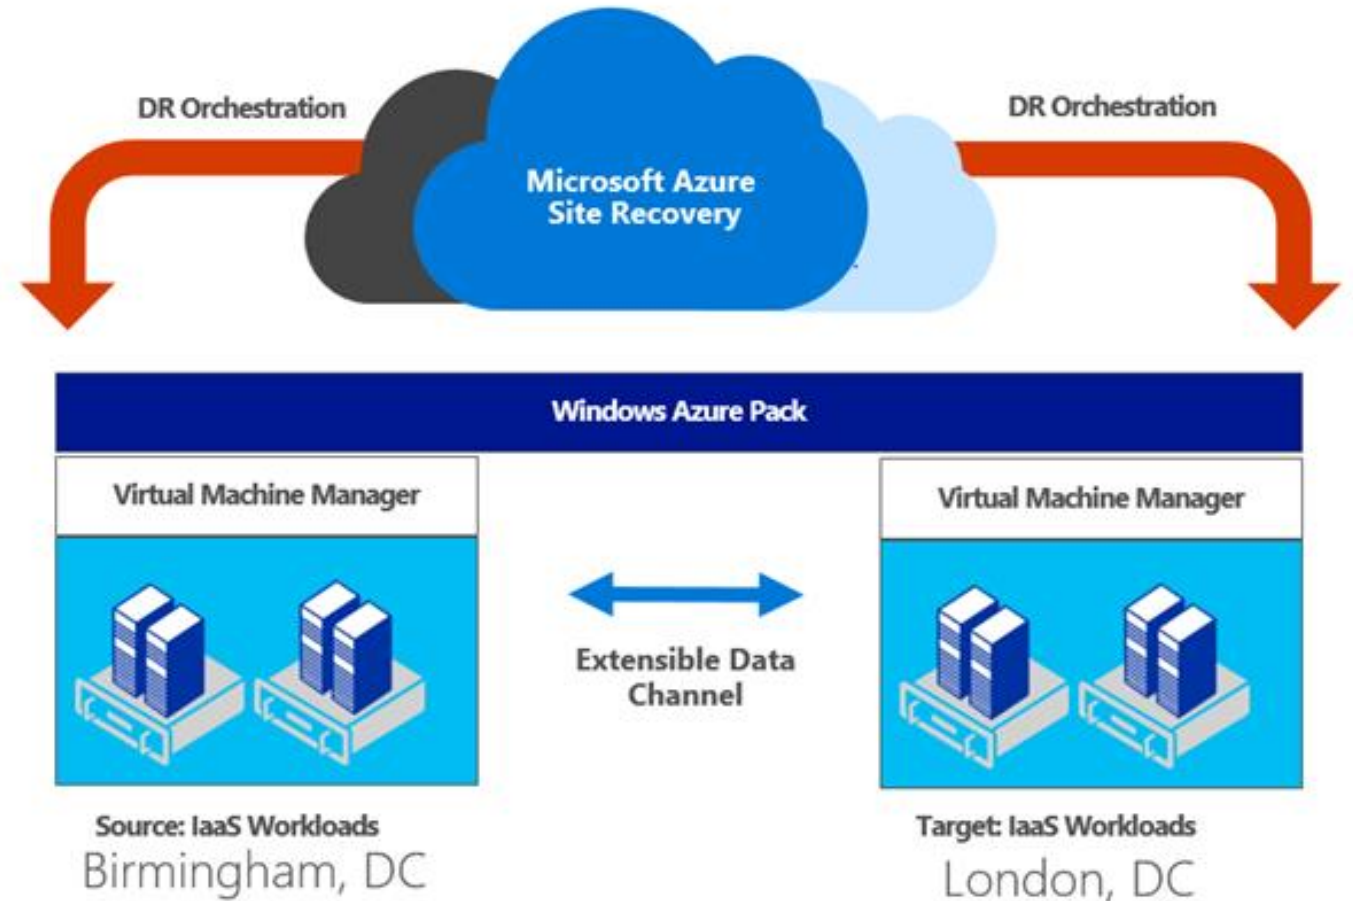 DR Orchestration
DR Orchestration
Microsoft Azure
Site Recovery
Windows Azure Pack
Virtual Machine Manager
Virtual Machine Manager
Extensible Data
Channel
Source: IaaS Workloads
Birmingham, DC
Target: IaaS Workloads
London, DC